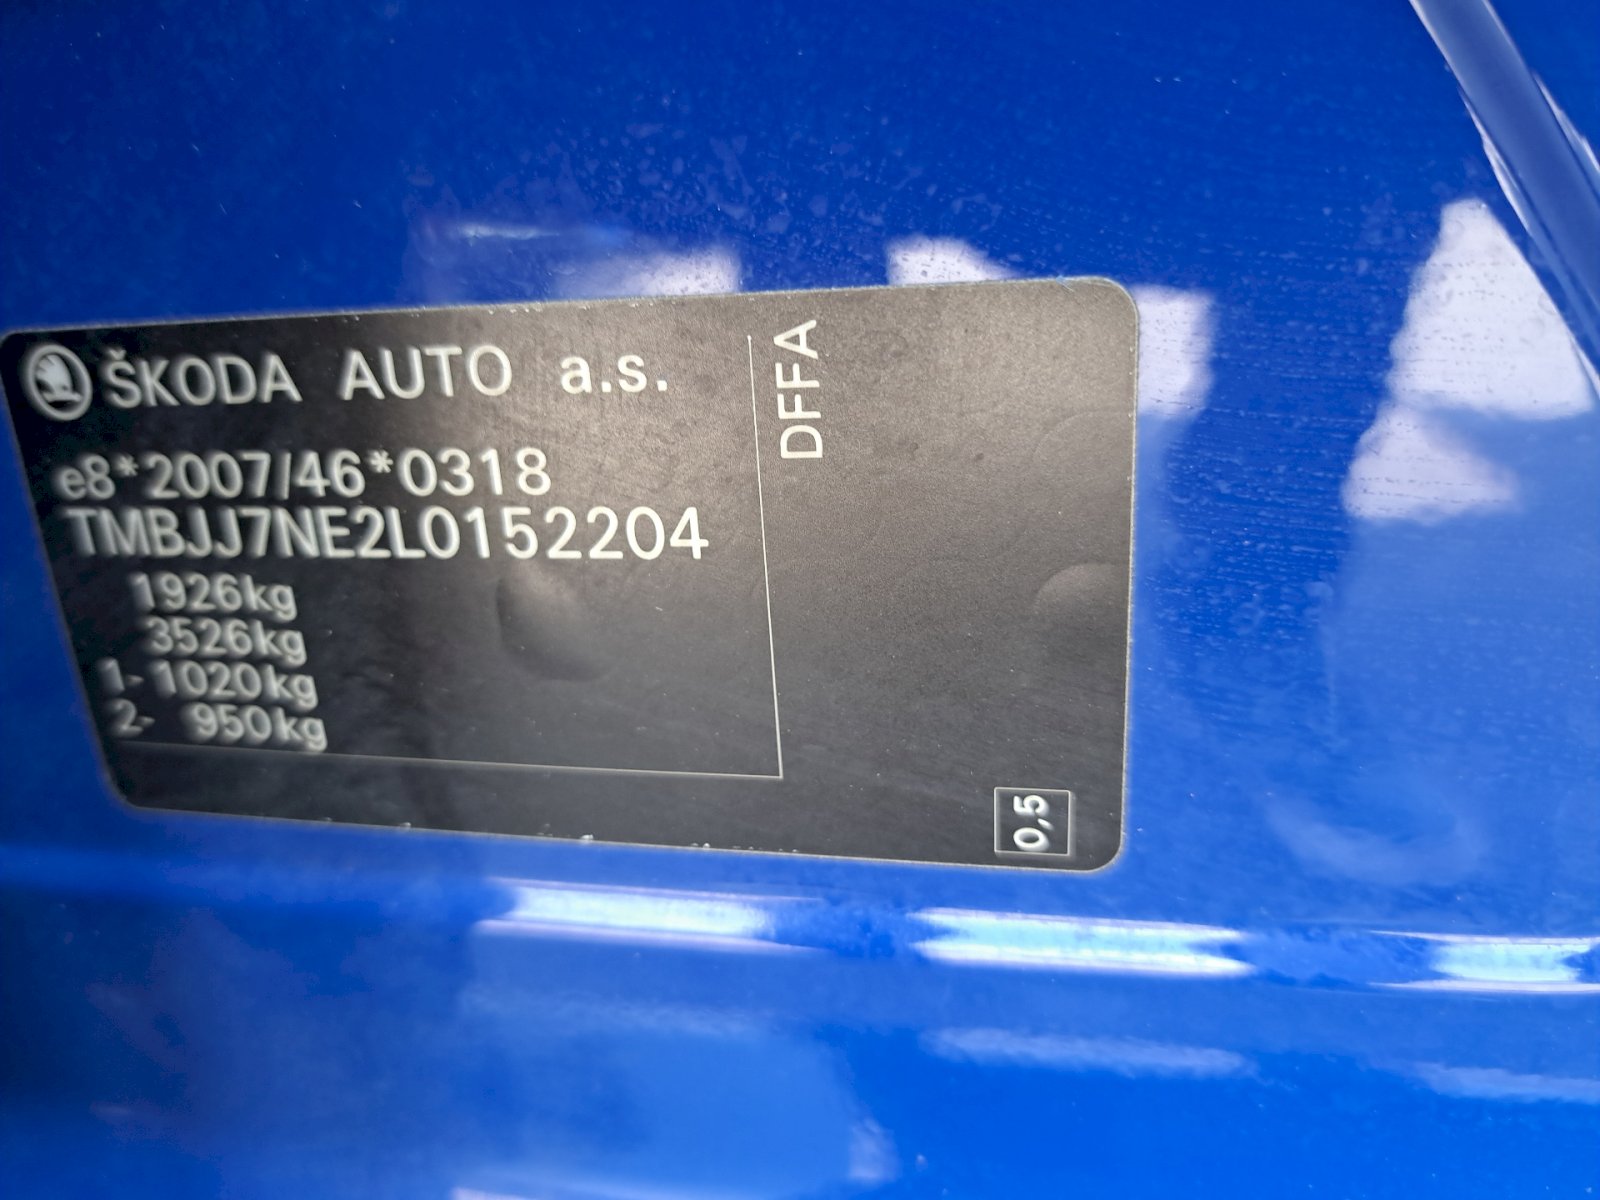 ŠKODA AUTO a.s.
e8*2007/46*0318
TMBJJ7NE2L0152204
1926kg
3526kg
1- 1020kg
2- 950kg
DFFA
0,5